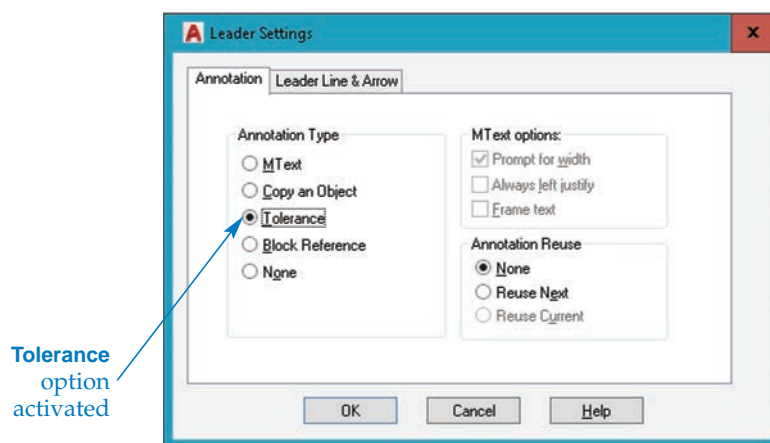 A Leader Settings x
Annotation Leader Line & Arrow
Annotation Type
MText
Copy an Object
Tolerance
Block Reference
None
MText options:
Prompt for width
Always left justify
Frame text
Annotation Reuse
None
Reuse Next
Reuse Current
Tolerance
option
activated
OK Cancel Help